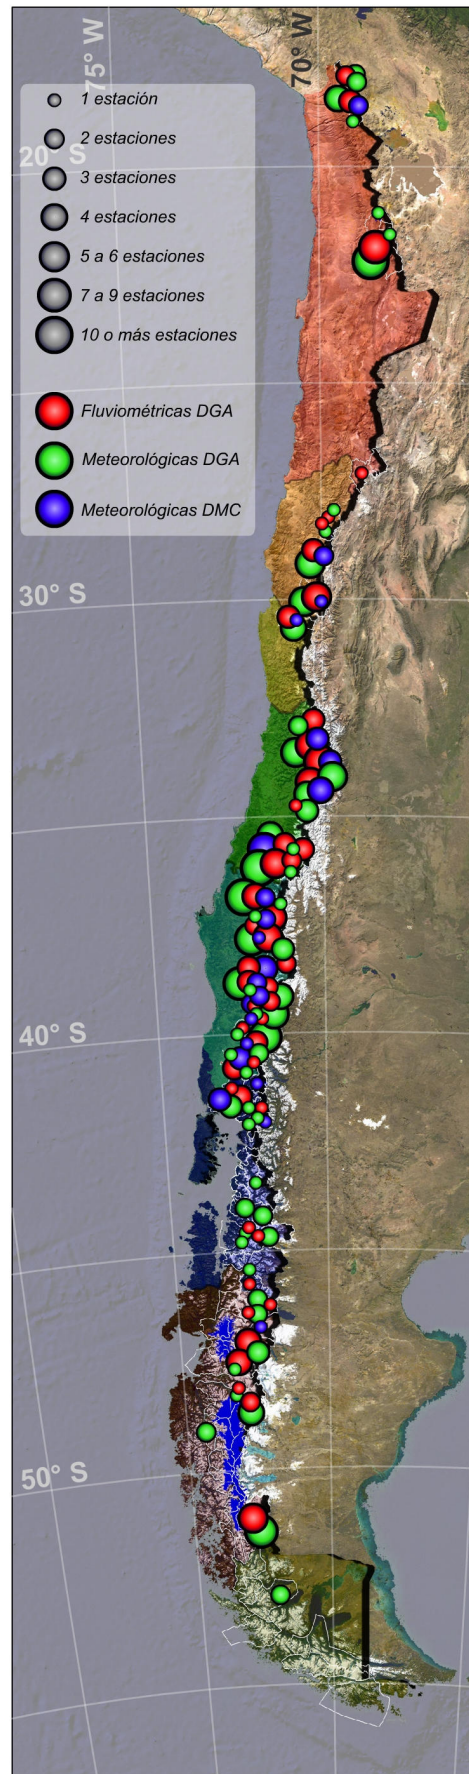 75° W
70° W
1 estación
2 estaciones
20° S
3 estaciones
4 estaciones
5 a 6 estaciones
7 a 9 estaciones
10 o más estaciones
Fluviométricas DGA
Meteorológicas DGA
Meteorológicas DMC
30° S
40° S
50° S